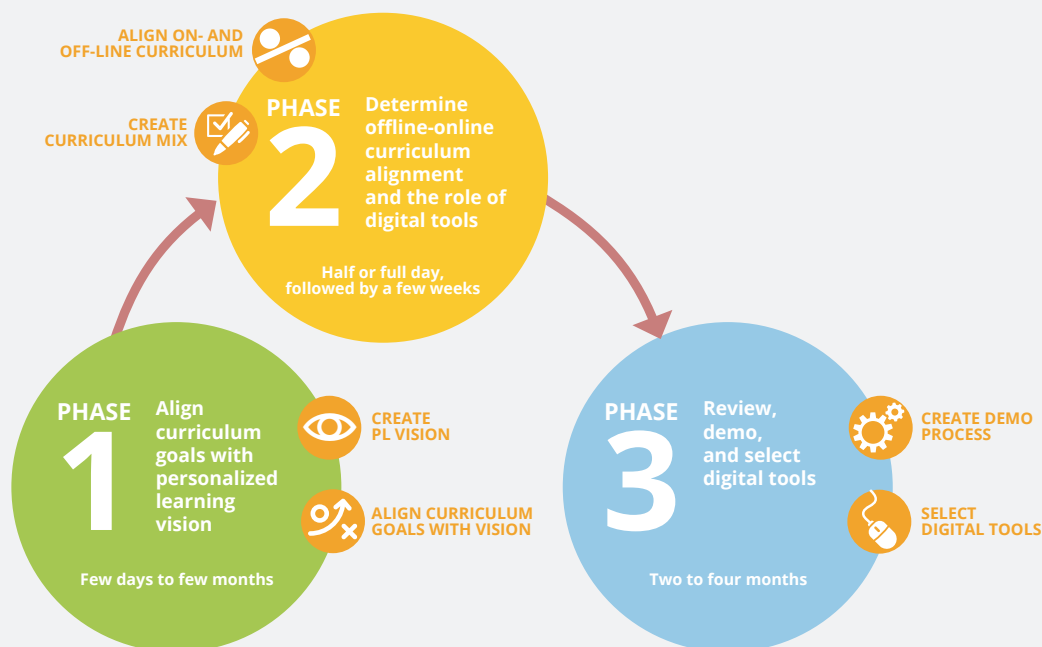 ALIGN ON- AND
OFF-LINE CURRICULUM
CREATE
CURRICULUM MIX
PHASE
2
Determine
offline-online
curriculum
alignment
and the role of
digital tools
Half or full day,
followed by a few weeks
PHASE
1
Align
curriculum
goals with
personalized
learning
vision
Few days to few months
CREATE
PL VISION
ALIGN CURRICULUM
GOALS WITH VISION
PHASE
3
Review,
demo,
and select
digital tools
Two to four months
CREATE DEMO
PROCESS
SELECT
DIGITAL TOOLS